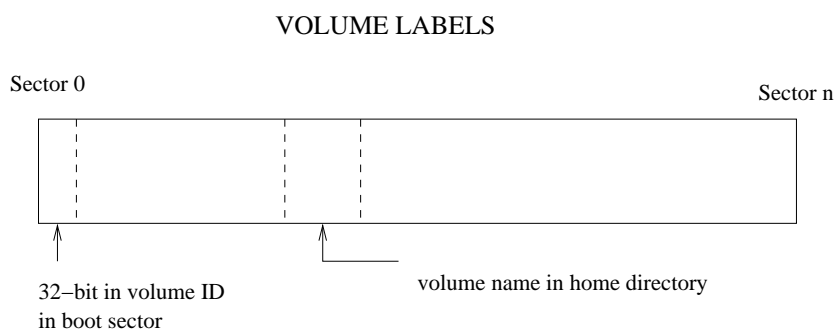 VOLUME LABELS
Sector 0
Sector n
32−bit in volume ID
in boot sector
volume name in home directory